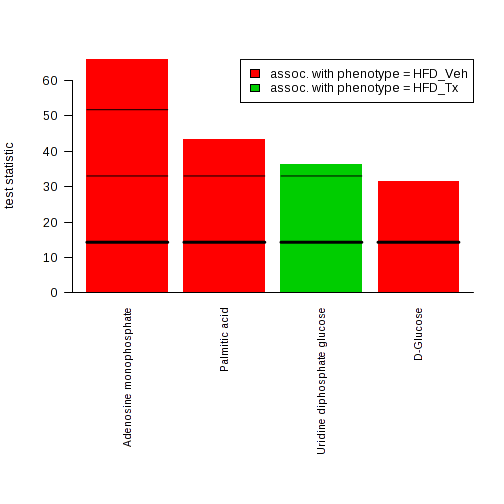 assoc. with phenotype = HFD_Veh
assoc. with phenotype = HFD_Tx
test statistic
60
50
40
30
20
10
0
Adenosine monophosphate
Palmitic acid
Uridine diphosphate glucose
D-Glucose